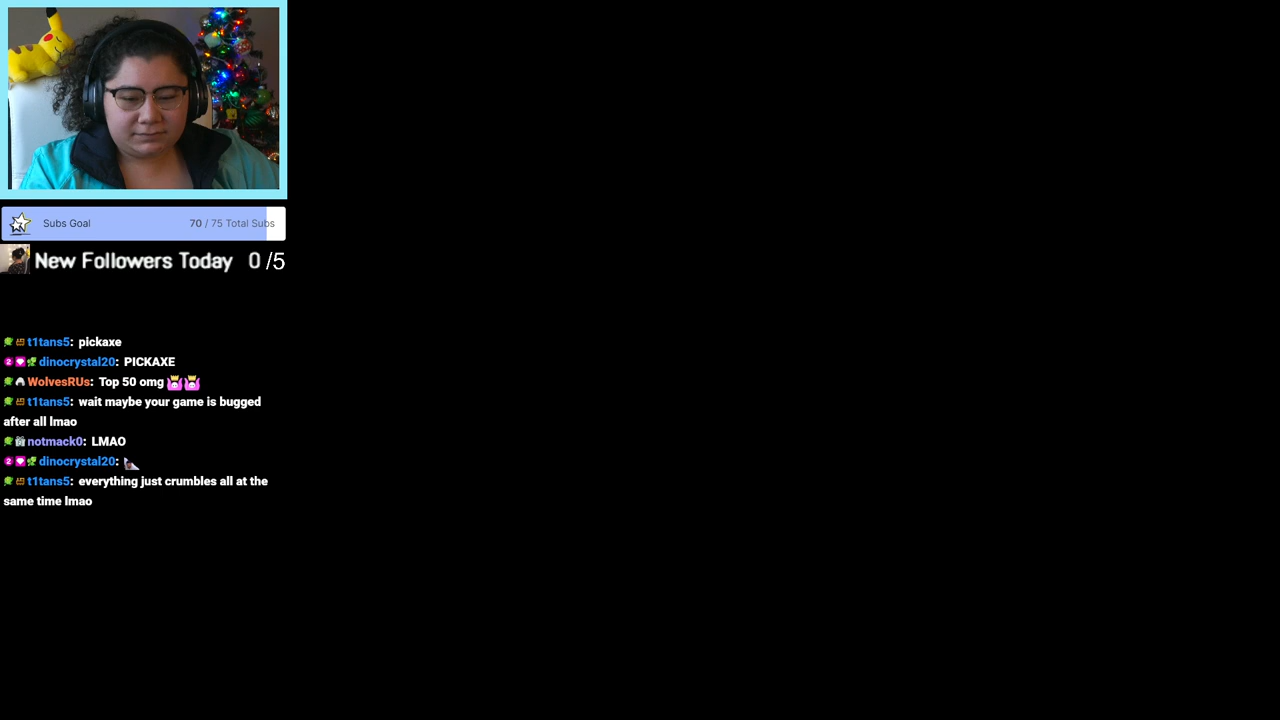 Subs Goal 70 / 75 Total Subs
New Followers Today 0 /5
t1tans5: pickaxe
2 dinocrystal20: PICKAXE
WolvesRUs: Top 50 omg
t1tans5: wait maybe your game is bugged
after all lmao
notmack0: LMAO
2 dinocrystal20:
t1tans5: everything just crumbles all at the
same time lmao